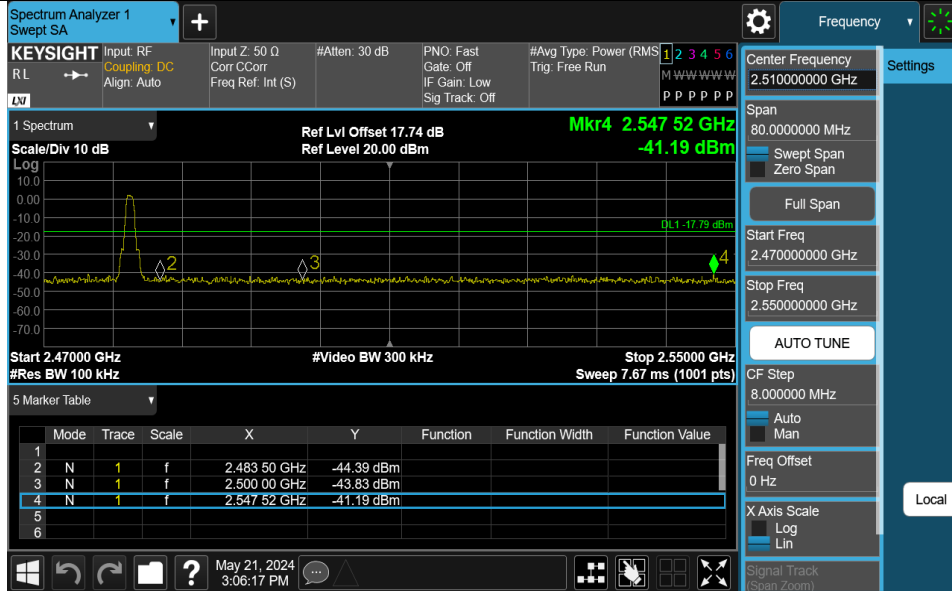 Spectrum Analyzer 1
Swept SA
+
Frequency
KEYSIGHT
RL
LXI
Input: RF
Coupling: DC
Align: Auto
Input Z: 50 Ω
Corr CCorr
Freq Ref: Int (S)
#Atten: 30 dB
PNO: Fast
Gate: Off
IF Gain: Low
Sig Track: Off
#Avg Type: Power (RMS
Trig: Free Run
1 2 3 4 5 6
M W W W W W
P P P P P P
Center Frequency
2.510000000 GHz
Settings
Span
80.0000000 MHz
Swept Span
Zero Span
Full Span
Start Freq
2.470000000 GHz
Stop Freq
2.550000000 GHz
AUTO TUNE
CF Step
8.000000 MHz
Auto
Man
Freq Offset
0 Hz
X Axis Scale
Log
Lin
Local
Signal Track
(Span Zoom)
1 Spectrum
Scale/Div 10 dB
Ref Lvl Offset 17.74 dB
Ref Level 20.00 dBm
Mkr4 2.547 52 GHz
-41.19 dBm
Log
10.0
0.00
-10.0
-20.0
-30.0
-40.0
-50.0
-60.0
-70.0
DL1 -17.79 dBm
2
3
4
Start 2.47000 GHz
#Video BW 300 kHz
Stop 2.55000 GHz
#Res BW 100 kHz
Sweep 7.67 ms (1001 pts)
5 Marker Table
Mode Trace Scale X Y Function Function Width Function Value
1
2 N 1 f 2.483 50 GHz -44.39 dBm
3 N 1 f 2.500 00 GHz -43.83 dBm
4 N 1 f 2.547 52 GHz -41.19 dBm
5
6
?
May 21, 2024
3:06:17 PM